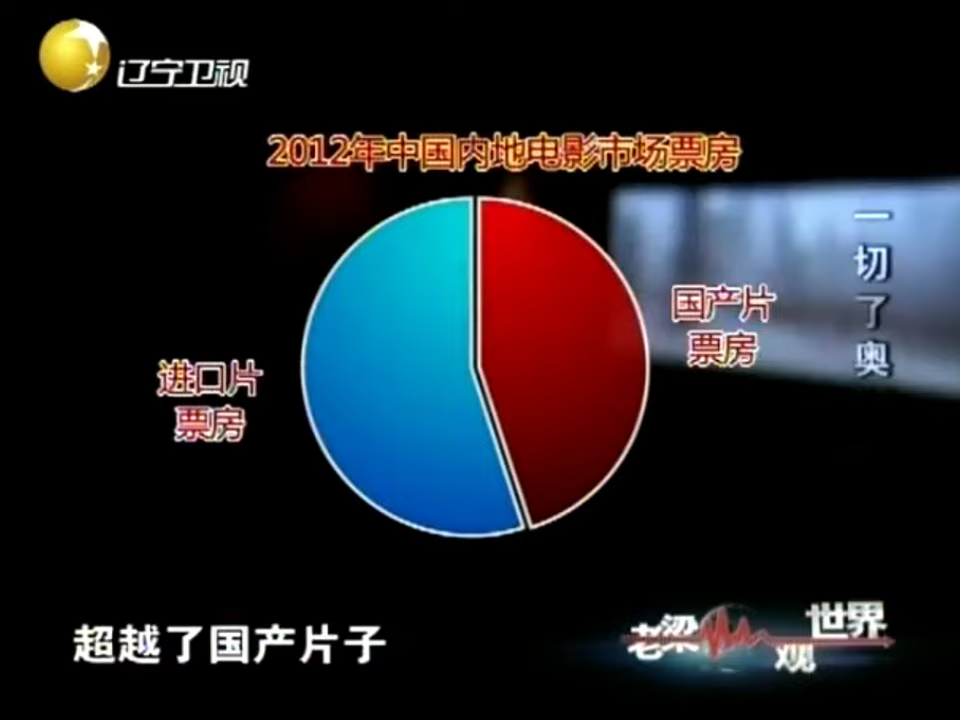 辽宁卫视
2012年中国内地电影市场票房
一切了奥
国产片
票房
进口片
票房
超越了国产片子
老梁
观
世界